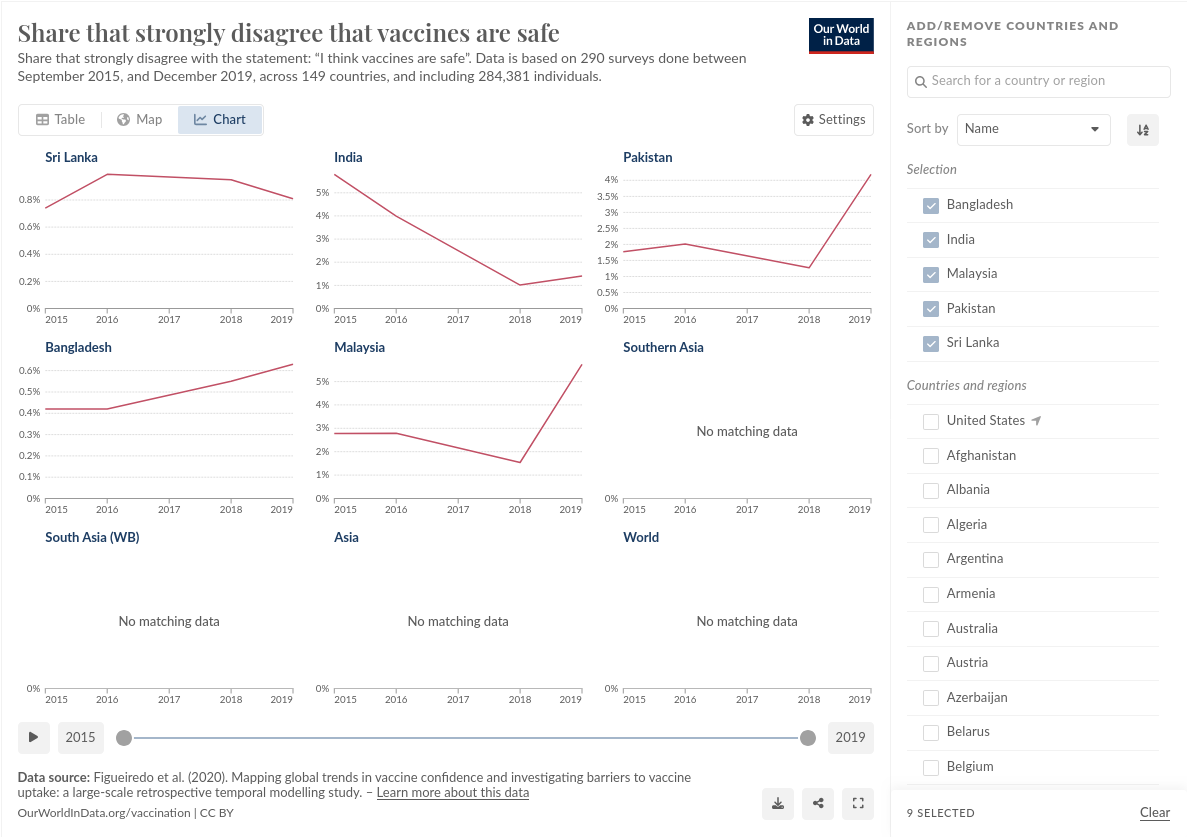 Share that strongly disagree that vaccines are safe
Share that strongly disagree with the statement: “I think vaccines are safe”. Data is based on 290 surveys done between
September 2015, and December 2019, across 149 countries, and including 284,381 individuals.
Our World
in Data
Table
Map
Chart
Settings
Sri Lanka
0.8%
0.6%
0.4%
0.2%
0%
2015 2016 2017 2018 2019
India
5%
4%
3%
2%
1%
0%
2015 2016 2017 2018 2019
Pakistan
4%
3.5%
3%
2.5%
2%
1.5%
1%
0.5%
0%
2015 2016 2017 2018 2019
Bangladesh
0.6%
0.5%
0.4%
0.3%
0.2%
0.1%
0%
2015 2016 2017 2018 2019
Malaysia
5%
4%
3%
2%
1%
0%
2015 2016 2017 2018 2019
Southern Asia
No matching data
0%
2015 2016 2017 2018 2019
South Asia (WB)
No matching data
0%
2015 2016 2017 2018 2019
Asia
No matching data
0%
2015 2016 2017 2018 2019
World
No matching data
0%
2015 2016 2017 2018 2019
2015
2019
Data source: Figueiredo et al. (2020). Mapping global trends in vaccine confidence and investigating barriers to vaccine
uptake: a large-scale retrospective temporal modelling study. – Learn more about this data
OurWorldInData.org/vaccination | CC BY
ADD/REMOVE COUNTRIES AND
REGIONS
Search for a country or region
Sort by Name
Selection
Bangladesh
India
Malaysia
Pakistan
Sri Lanka
Countries and regions
United States
Afghanistan
Albania
Algeria
Argentina
Armenia
Australia
Austria
Azerbaijan
Belarus
Belgium
9 SELECTED
Clear